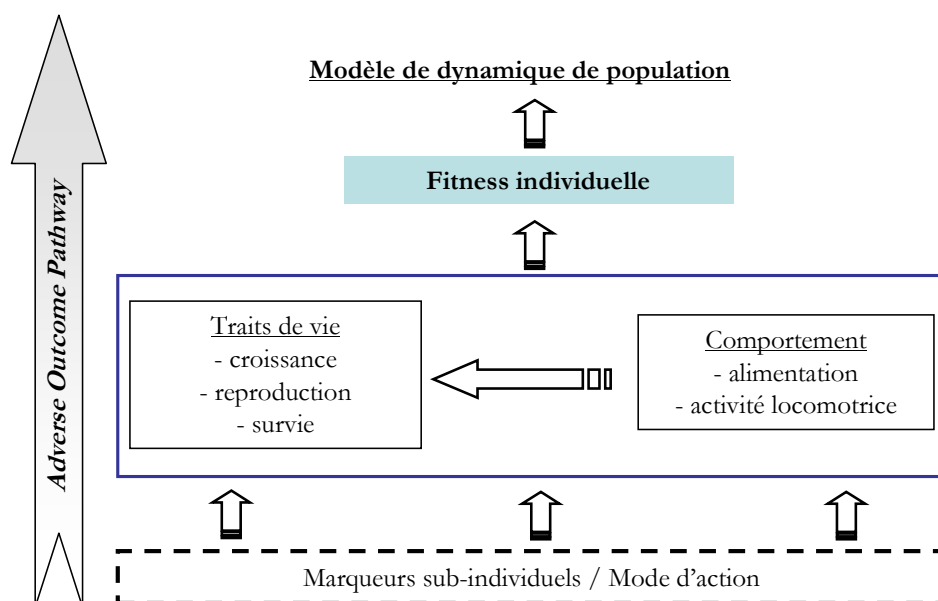 Modèle de dynamique de population
Fitness individuelle
Adverse Outcome Pathway
Traits de vie
- croissance
- reproduction
- survie
Comportement
- alimentation
- activité locomotrice
Marqueurs sub-individuels / Mode d’action